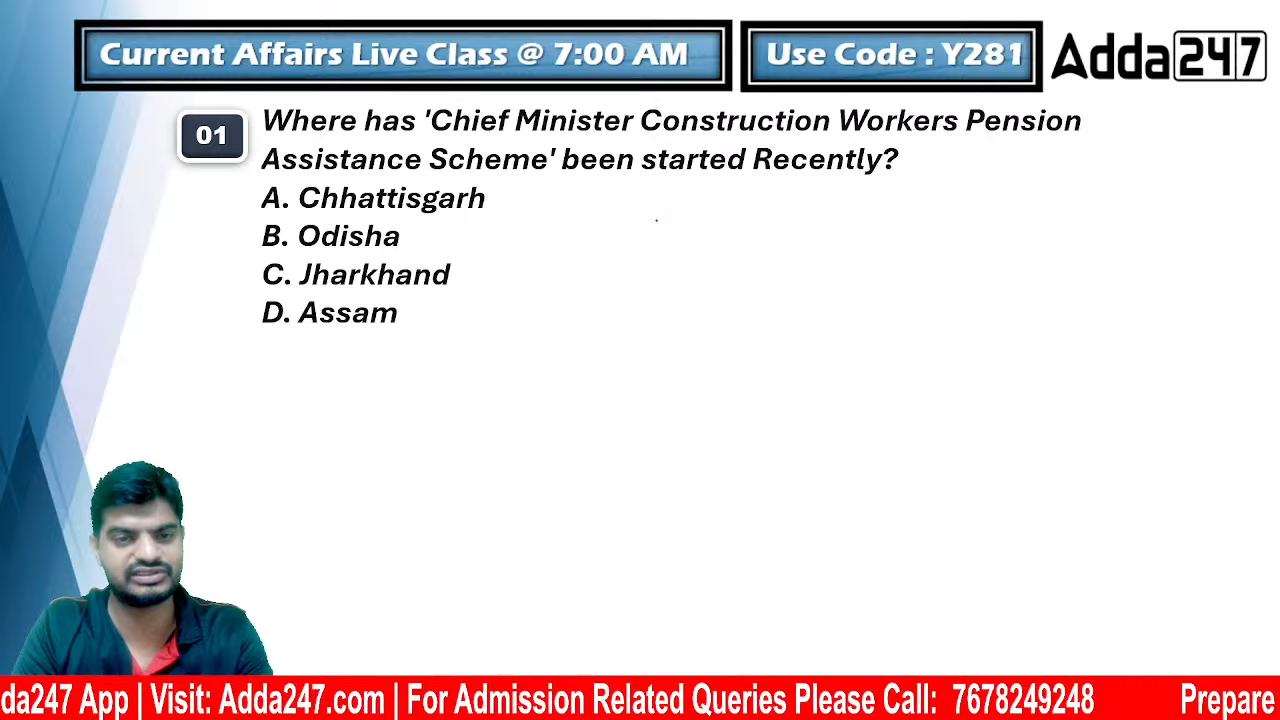 Current Affairs Live Class @ 7:00 AM
Use Code : Y281
Adda247
01
Where has 'Chief Minister Construction Workers Pension
Assistance Scheme' been started Recently?
A. Chhattisgarh
B. Odisha
C. Jharkhand
D. Assam
da247 App | Visit: Adda247.com | For Admission Related Queries Please Call: 7678249248 Prepare